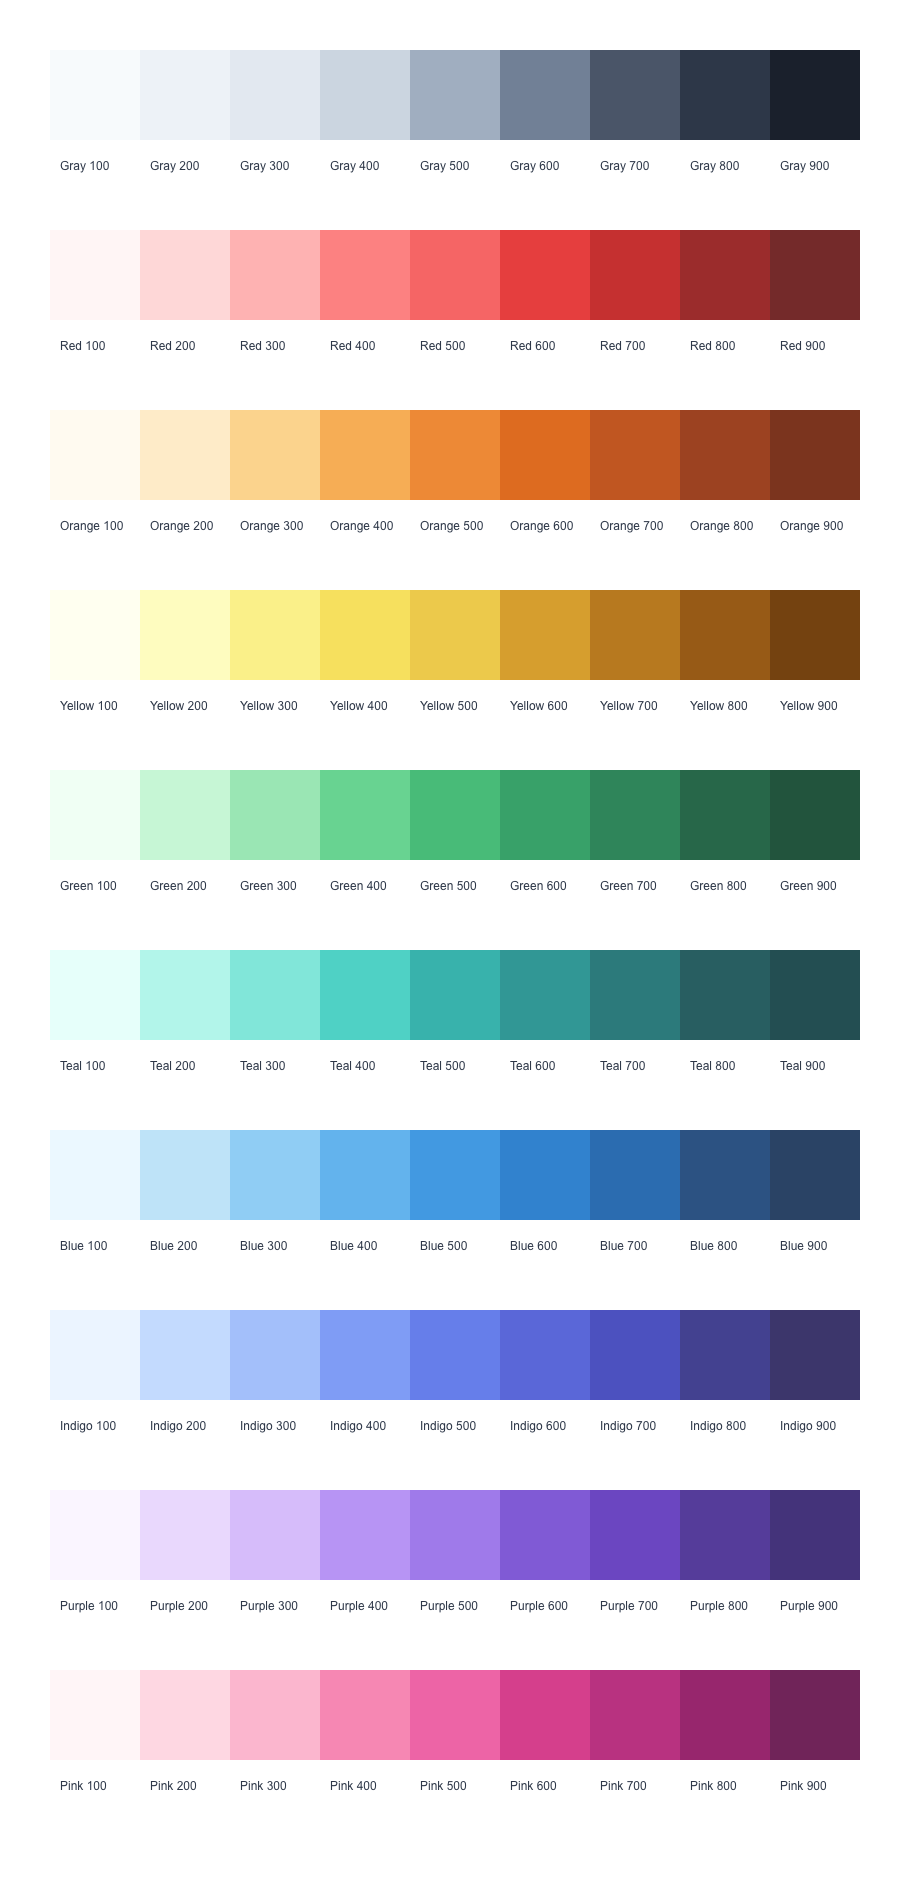 Gray 100 Gray 200 Gray 300 Gray 400 Gray 500 Gray 600 Gray 700 Gray 800 Gray 900
Red 100 Red 200 Red 300 Red 400 Red 500 Red 600 Red 700 Red 800 Red 900
Orange 100 Orange 200 Orange 300 Orange 400 Orange 500 Orange 600 Orange 700 Orange 800 Orange 900
Yellow 100 Yellow 200 Yellow 300 Yellow 400 Yellow 500 Yellow 600 Yellow 700 Yellow 800 Yellow 900
Green 100 Green 200 Green 300 Green 400 Green 500 Green 600 Green 700 Green 800 Green 900
Teal 100 Teal 200 Teal 300 Teal 400 Teal 500 Teal 600 Teal 700 Teal 800 Teal 900
Blue 100 Blue 200 Blue 300 Blue 400 Blue 500 Blue 600 Blue 700 Blue 800 Blue 900
Indigo 100 Indigo 200 Indigo 300 Indigo 400 Indigo 500 Indigo 600 Indigo 700 Indigo 800 Indigo 900
Purple 100 Purple 200 Purple 300 Purple 400 Purple 500 Purple 600 Purple 700 Purple 800 Purple 900
Pink 100 Pink 200 Pink 300 Pink 400 Pink 500 Pink 600 Pink 700 Pink 800 Pink 900